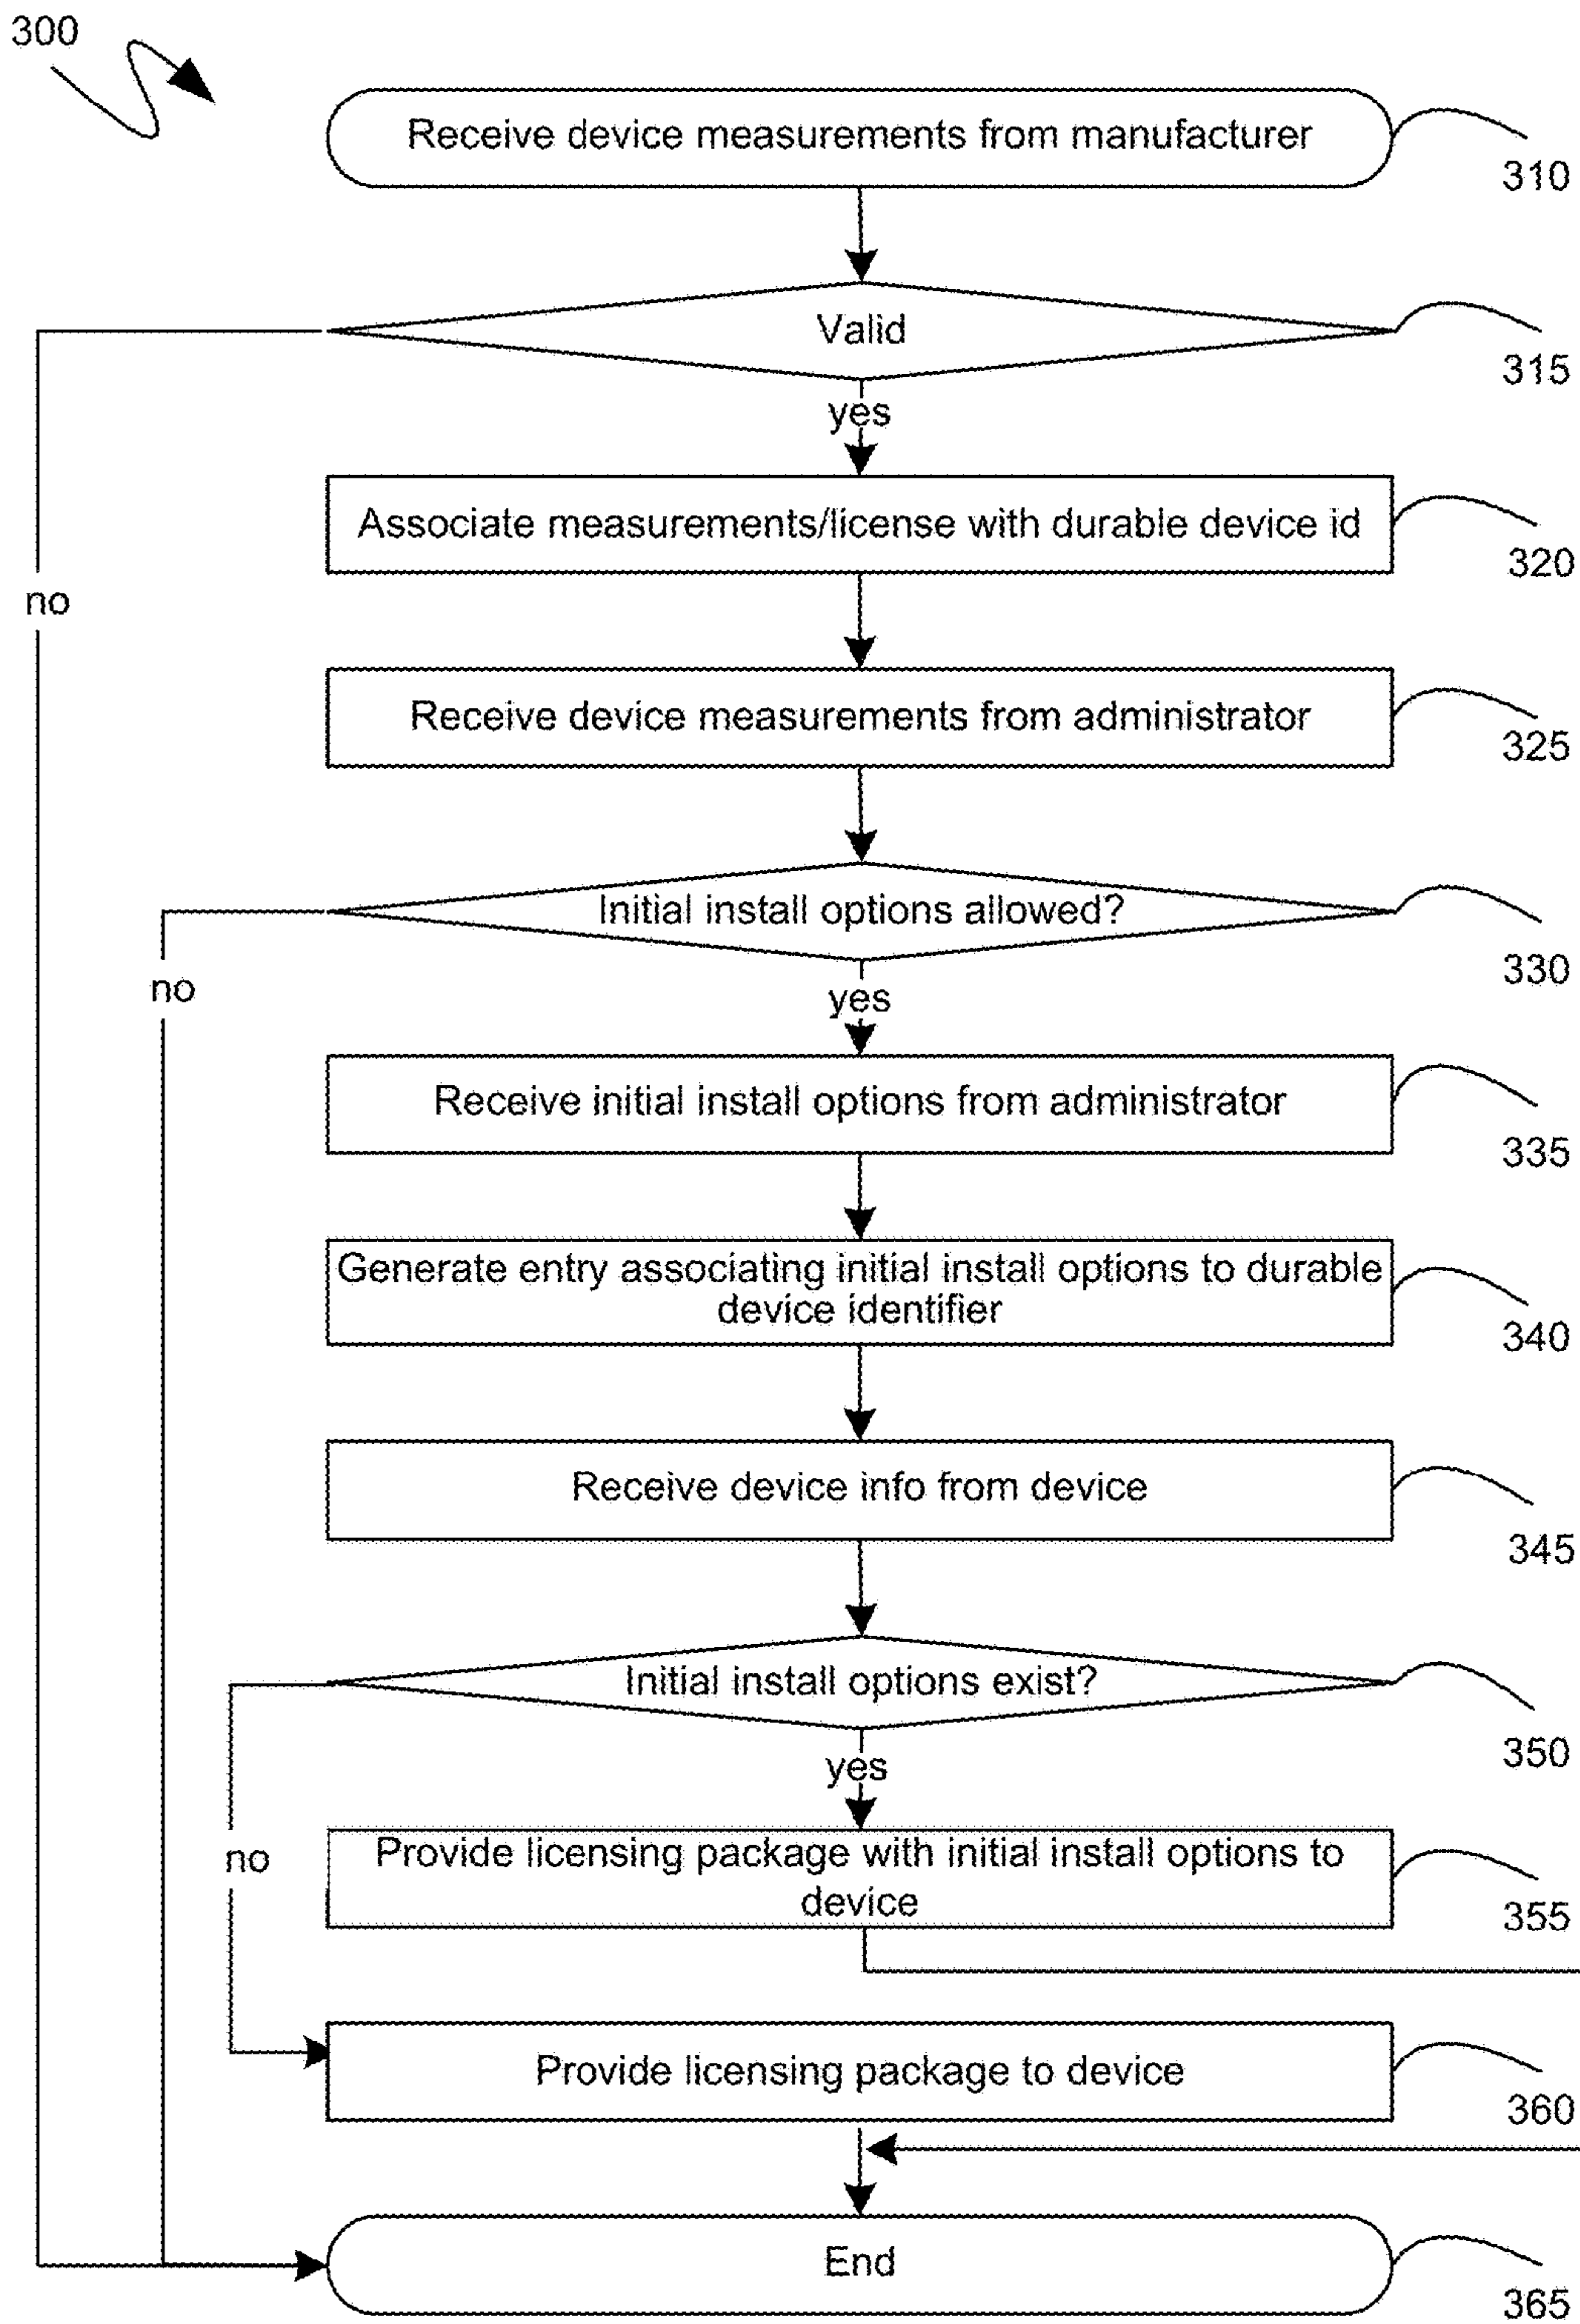 300
Receive device measurements from manufacturer
310
Valid
315
yes
Associate measurements/license with durable device id
320
no
Receive device measurements from administrator
325
Initial install options allowed?
330
no
yes
Receive initial install options from administrator
335
Generate entry associating initial install options to durable
device identifier
340
Receive device info from device
345
Initial install options exist?
350
yes
no
Provide licensing package with initial install options to
device
355
Provide licensing package to device
360
End
365